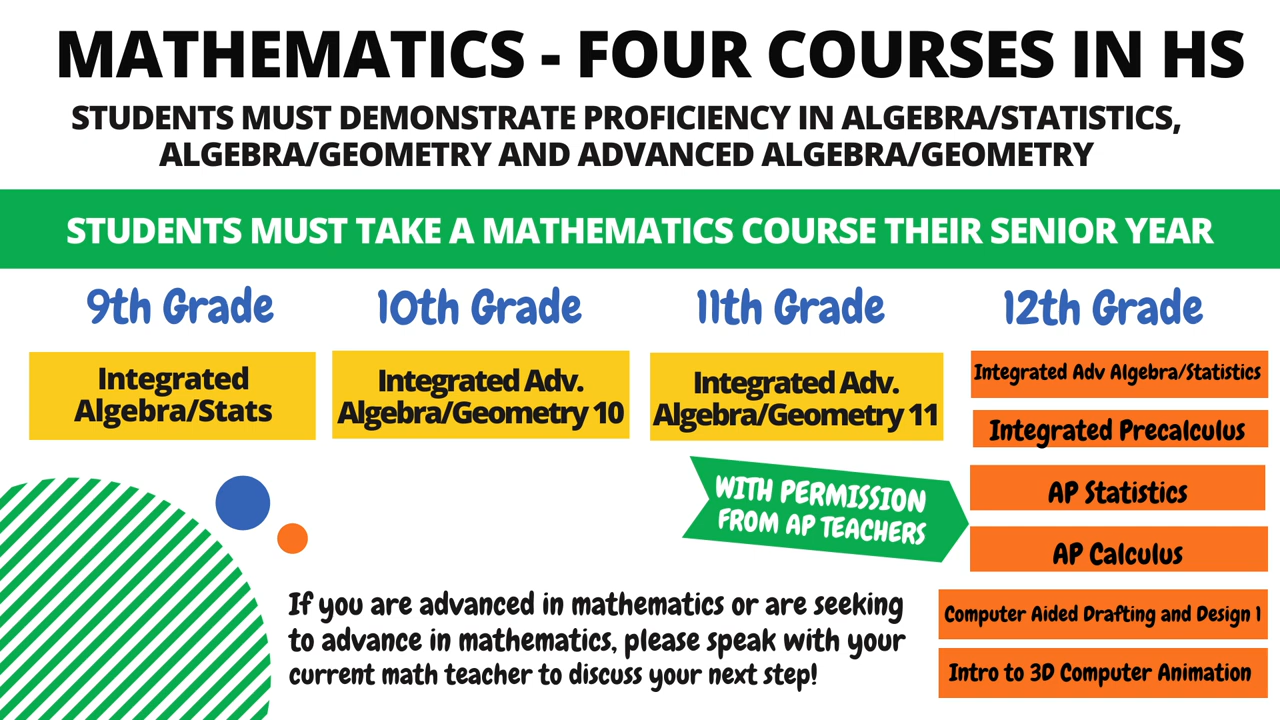 MATHEMATICS - FOUR COURSES IN HS
STUDENTS MUST DEMONSTRATE PROFICIENCY IN ALGEBRA/STATISTICS,
ALGEBRA/GEOMETRY AND ADVANCED ALGEBRA/GEOMETRY
STUDENTS MUST TAKE A MATHEMATICS COURSE THEIR SENIOR YEAR
9th Grade
Integrated
Algebra/Stats
10th Grade
Integrated Adv.
Algebra/Geometry 10
11th Grade
Integrated Adv.
Algebra/Geometry 11
12th Grade
Integrated Adv Algebra/Statistics
Integrated Precalculus
WITH PERMISSION
FROM AP TEACHERS
AP Statistics
AP Calculus
Computer Aided Drafting and Design 1
Intro to 3D Computer Animation
If you are advanced in mathematics or are seeking
to advance in mathematics, please speak with your
current math teacher to discuss your next step!